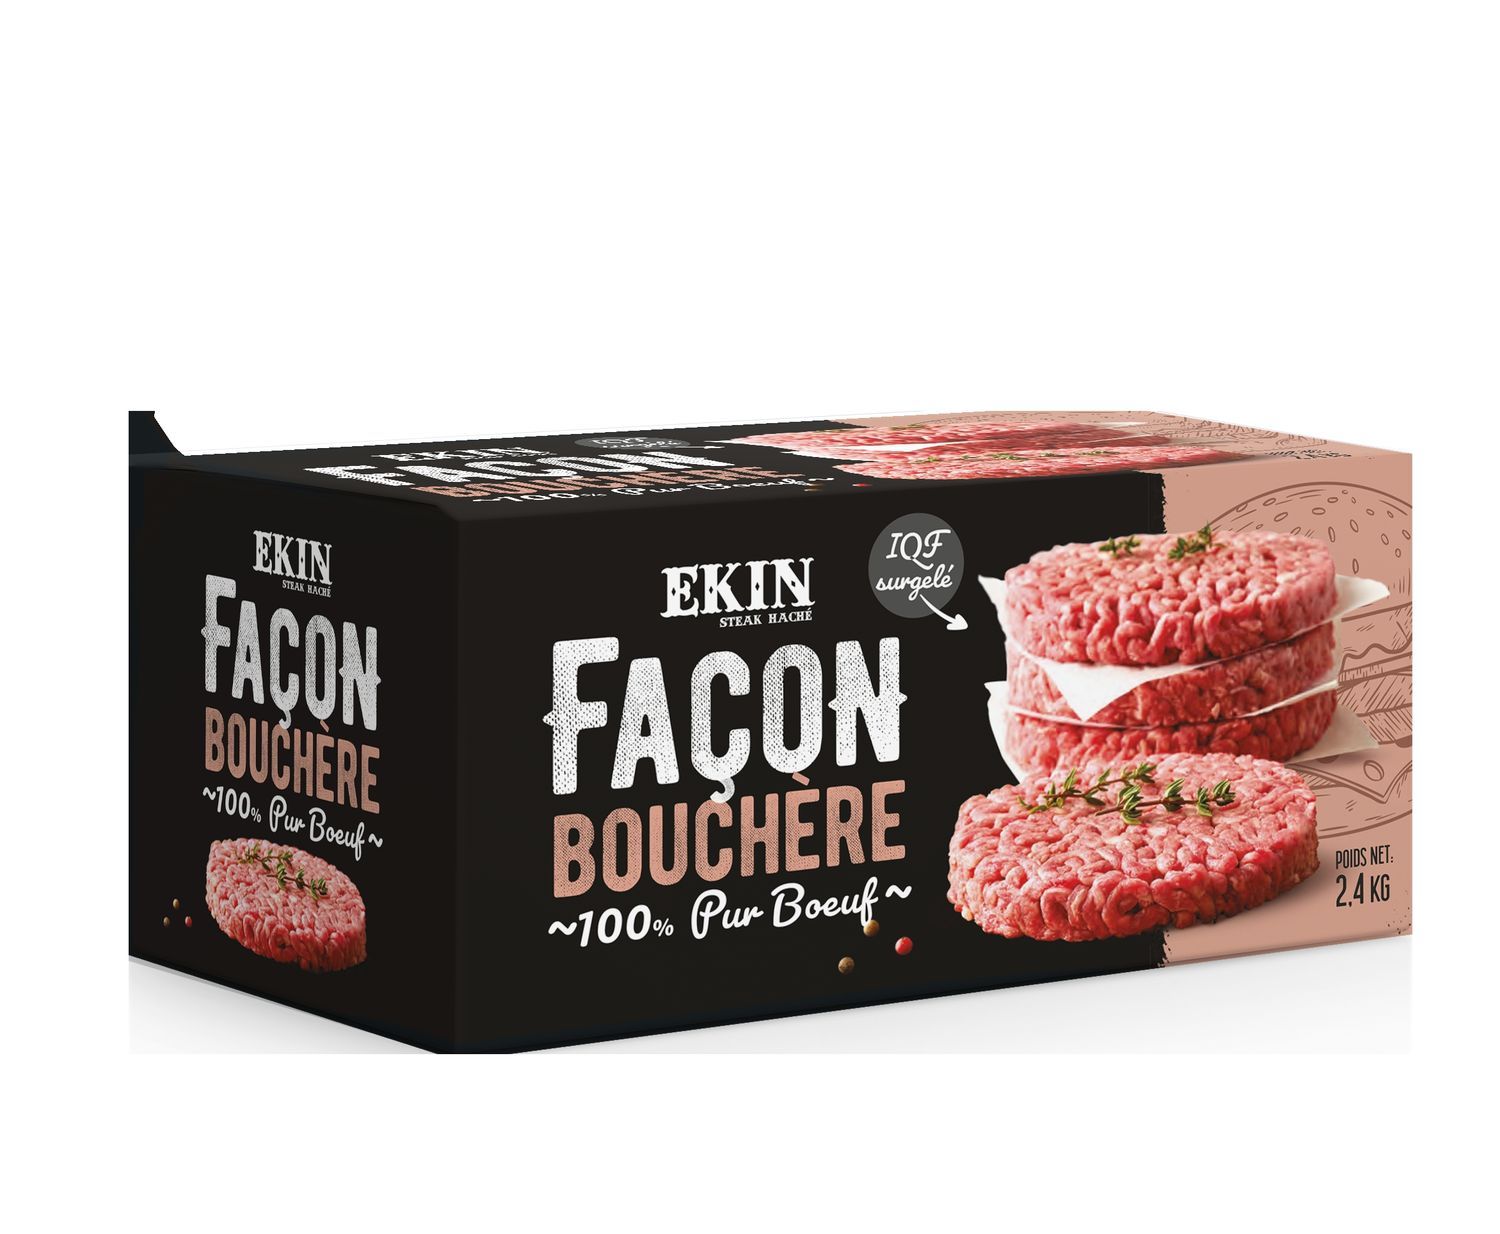 EKIN
FAÇON
BOUCHÈRE
~100% Pur Boeuf~
IQF
surgelé
EKIN
STEAK HACHÉ
FAÇON
BOUCHÈRE
~100% Pur Boeuf~
EKIN
STEAK HACHÉ
FAÇON
BOUCHÈRE
~100% Pur Boeuf~
IQF
surgelé
POIDS NET:
2,4 KG